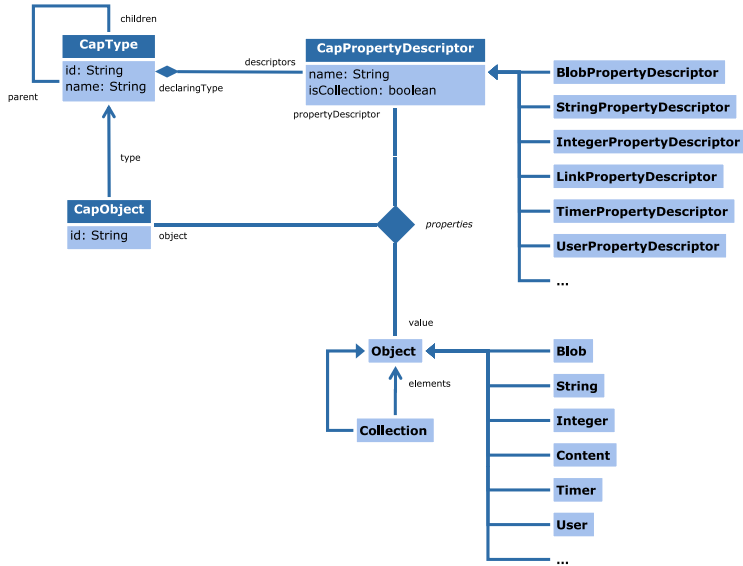 children
CapType
id: String
name: String
parent
declaringType
descriptors
CapPropertyDescriptor
name: String
isCollection: boolean
propertyDescriptor
BlobPropertyDescriptor
StringPropertyDescriptor
IntegerPropertyDescriptor
LinkPropertyDescriptor
TimerPropertyDescriptor
UserPropertyDescriptor
...
type
CapObject
id: String
object
properties
value
Object
elements
Collection
Blob
String
Integer
Content
Timer
User
...